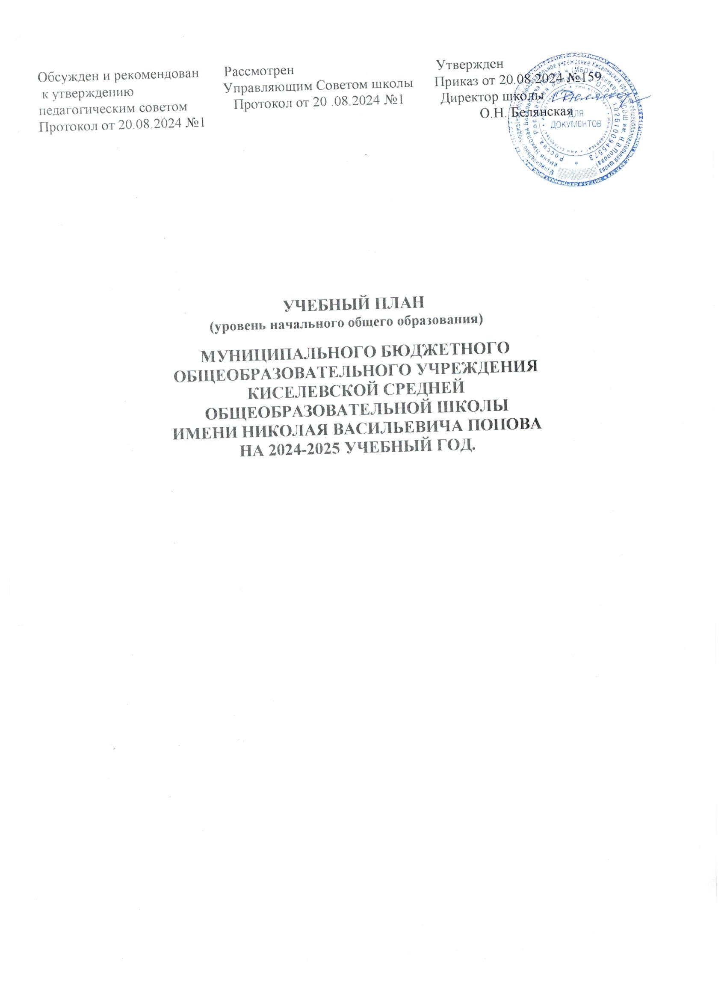 Обсужден и рекомендован
к утверждению
педагогическим советом
Протокол от 20.08.2024 №1
Рассмотрен
Управляющим Советом школы
Протокол от 20 .08.2024 №1
Утвержден
Приказ от 20.08.2024 №159
Директор школы
О.Н. Белянская
ДЛЯ
ДОКУМЕНТОВ
УЧЕБНЫЙ ПЛАН
(уровень начального общего образования)
МУНИЦИПАЛЬНОГО БЮДЖЕТНОГО
ОБЩЕОБРАЗОВАТЕЛЬНОГО УЧРЕЖДЕНИЯ
КИСЕЛЕВСКОЙ СРЕДНЕЙ
ОБЩЕОБРАЗОВАТЕЛЬНОЙ ШКОЛЫ
ИМЕНИ НИКОЛАЯ ВАСИЛЬЕВИЧА ПОПОВА
НА 2024-2025 УЧЕБНЫЙ ГОД.